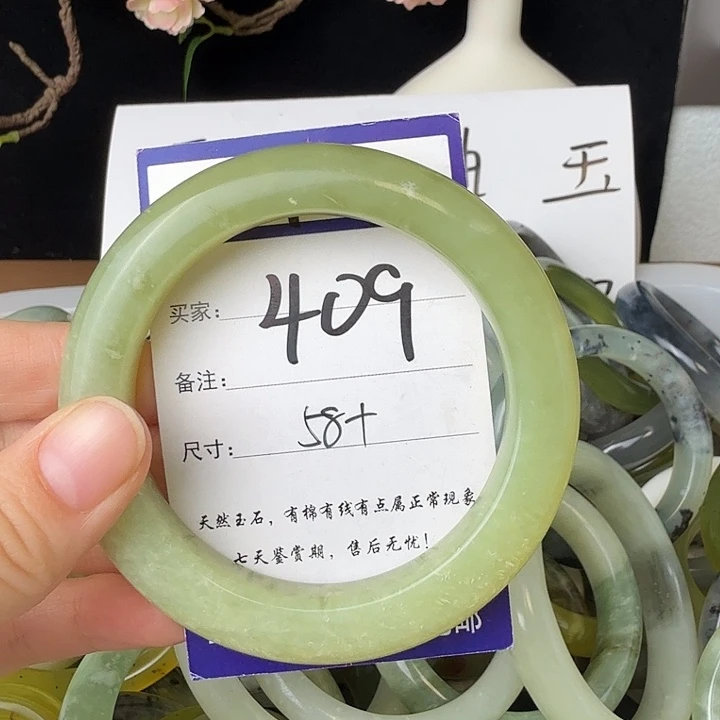 玉
买家: 409
备注:
尺寸: 58+
天然玉石，有棉有线有点属正常现象
七天鉴赏期，售后无忧！